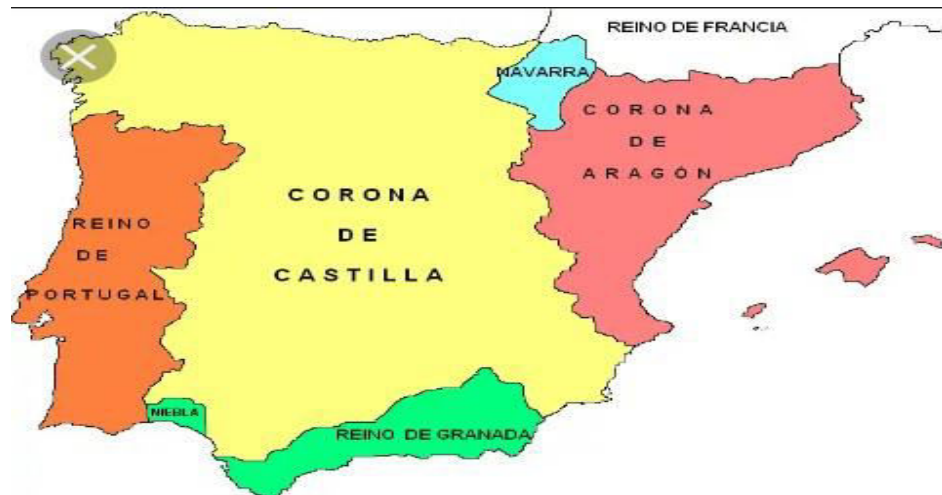 REINO DE FRANCIA
NAVARRA
CORONA
DE
ARAGÓN
CORONA
DE
CASTILLA
REINO
DE
PORTUGAL
NIEBLA
REINO DE GRANADA